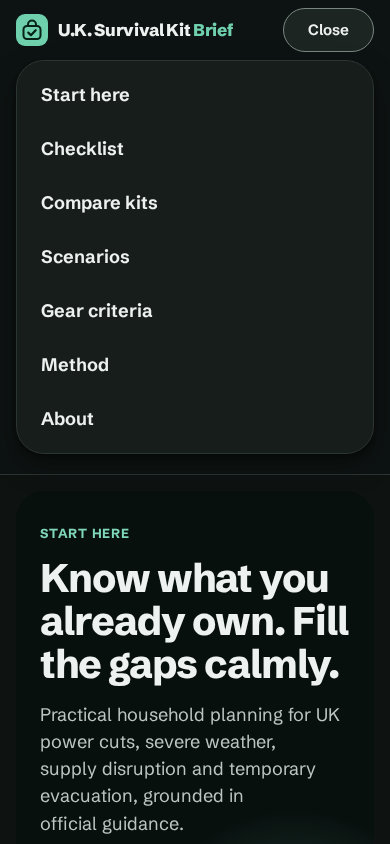 U.K. Survival Kit Brief
Close
Start here
Checklist
Compare kits
Scenarios
Gear criteria
Method
About
START HERE
Know what you
already own. Fill
the gaps calmly.
Practical household planning for UK
power cuts, severe weather,
supply disruption and temporary
evacuation, grounded in
official guidance.